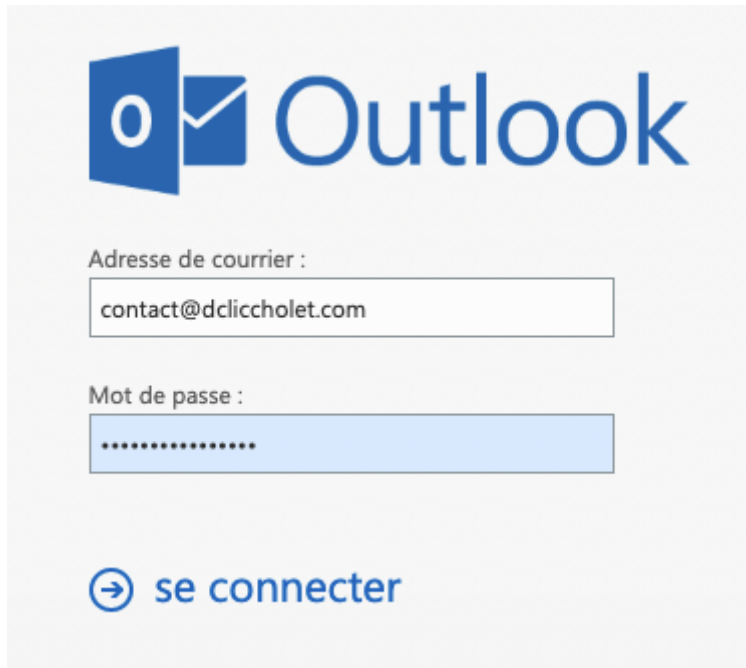 Outlook
Adresse de courrier :
contact@dcliccholet.com
Mot de passe :
••••••••••••••••
se connecter